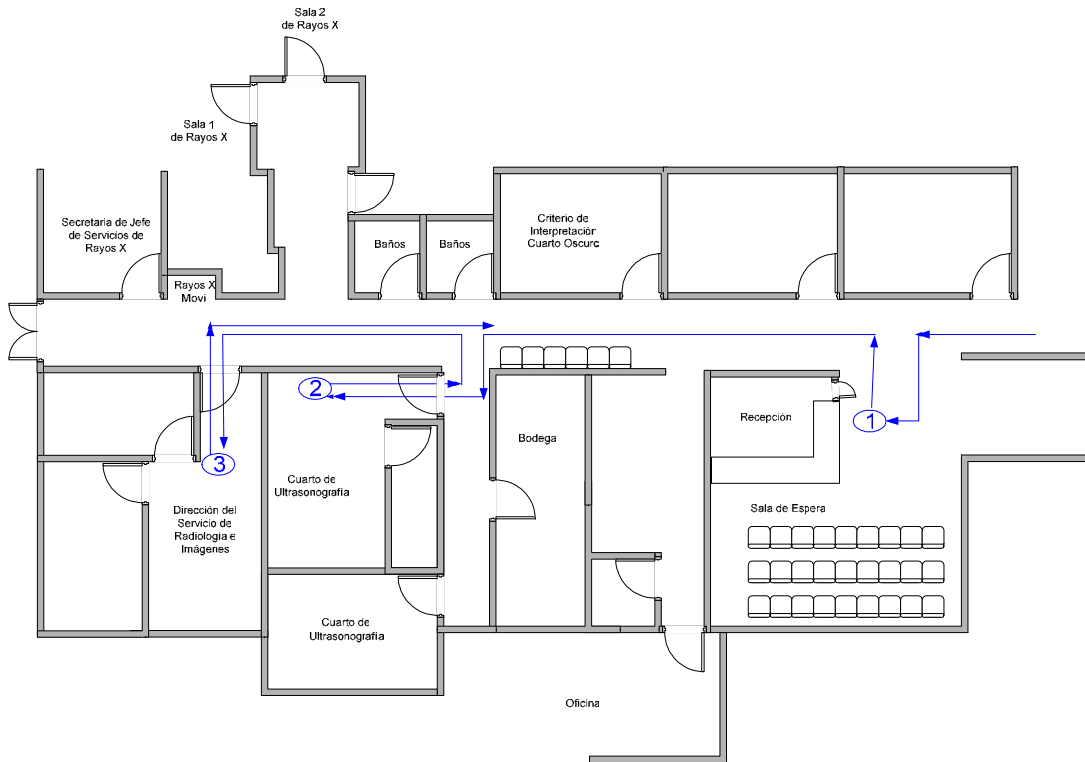 Sala 2
de Rayos X
Sala 1
de Rayos X
Secretaria de Jefe
de Servicios de
Rayos X
Rayos X
Movi
Baños
Baños
Criterio de
Interpretación
Cuarto Oscuro
2
1
Recepción
3
Bodega
Cuarto de
Ultrasonografía
Dirección del
Servicio de
Radiología e
Imágenes
Sala de Espera
Cuarto de
Ultrasonografía
Oficina